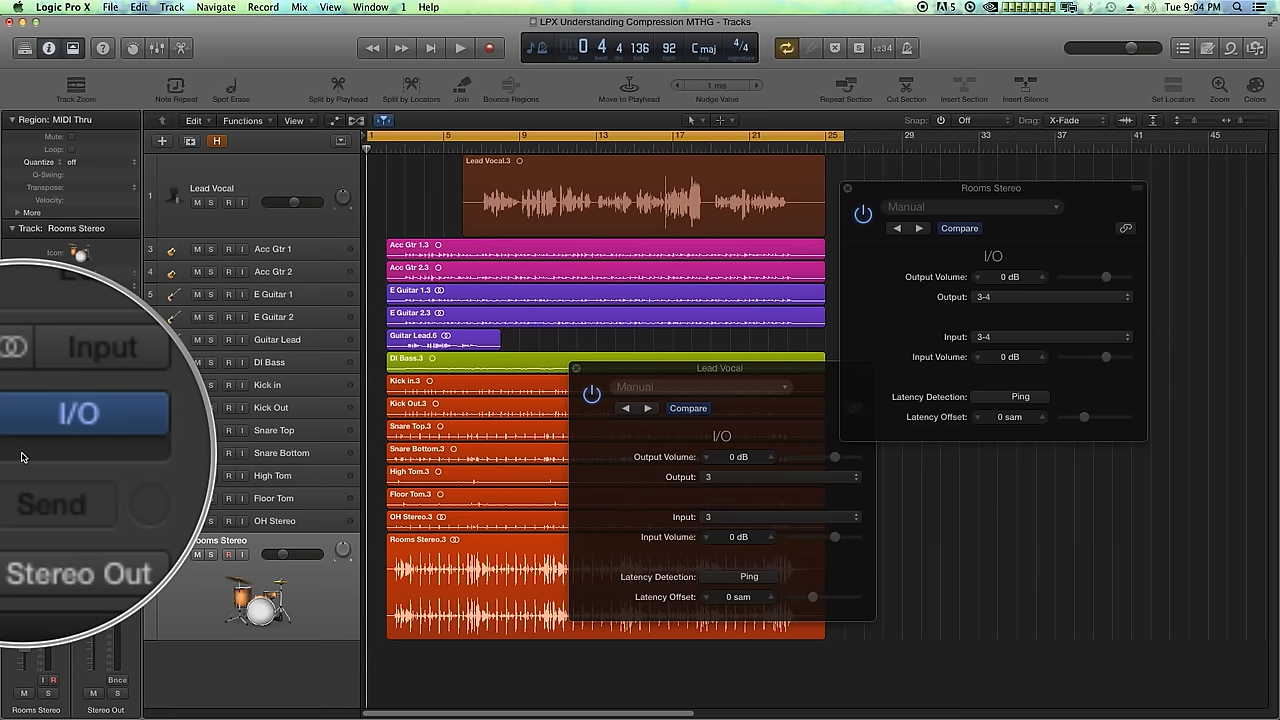 Logic Pro X File Edit Track Navigate Record Mix View Window 1 Help Tue 9:04 PM
LPX Understanding Compression MTHG - Tracks
0 4 4 136 92 C maj 4/4
bar beat div tick bpm key signature
1234
Track Zoom Note Repeat Spot Erase Split by Playhead Split by Locators Join Bounce Regions Move to Playhead 1 ms Nudge Value Repeat Section Cut Section Insert Section Insert Silence Set Locators Zoom Colors
Region: MIDI Thru
Edit Functions View Snap: Off Drag: X-Fade
Mute:
Loop:
Quantize off
Q-Swing:
Transpose:
Velocity:
More
Track: Rooms Stereo
Icon:
H
1 5 9 13 17 21 25 29 33 37 41 45
1 Lead Vocal
M S R I
3 M S R I Acc Gtr 1
4 M S R I Acc Gtr 2
5 M S R I E Guitar 1
M S R I E Guitar 2
R I Guitar Lead
R I DI Bass
R I Kick in
R I Kick Out
R I Snare Top
R I Snare Bottom
R I High Tom
R I Floor Tom
R I OH Stereo
Rooms Stereo
M S R I
Lead Vocal.3
Acc Gtr 1.3
Acc Gtr 2.3
E Guitar 1.3
E Guitar 2.3
Guitar Lead.6
DI Bass.3
Kick in.3
Kick Out.3
Snare Top.3
Snare Bottom.3
High Tom.3
Floor Tom.3
OH Stereo.3
Rooms Stereo.3
Input
I/O
Send
Stereo Out
I R Bnce
M S M S
Rooms Stereo Stereo Out
Lead Vocal
Manual
Compare
I/O
Output Volume: 0 dB
Output: 3
Input: 3
Input Volume: 0 dB
Latency Detection: Ping
Latency Offset: 0 sam
Rooms Stereo
Manual
Compare
I/O
Output Volume: 0 dB
Output: 3-4
Input: 3-4
Input Volume: 0 dB
Latency Detection: Ping
Latency Offset: 0 sam